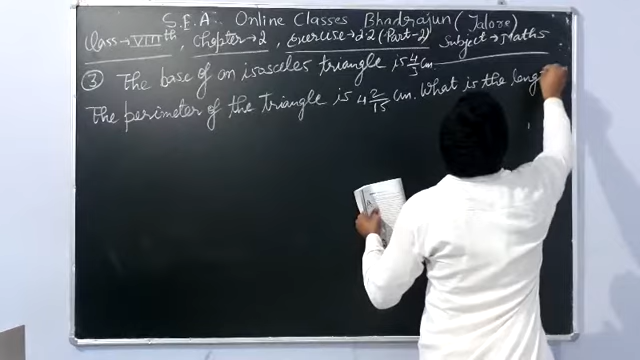 S.E.A. Online Classes Bhadrajun (Jalore)
Class → VIIIth, Chapter → 2, Exercise → 2.2 (Part-2) Subject → Maths
③ The base of an isosceles triangle is 4/3 cm.
The perimeter of the triangle is 4 2/15 cm. What is the leng